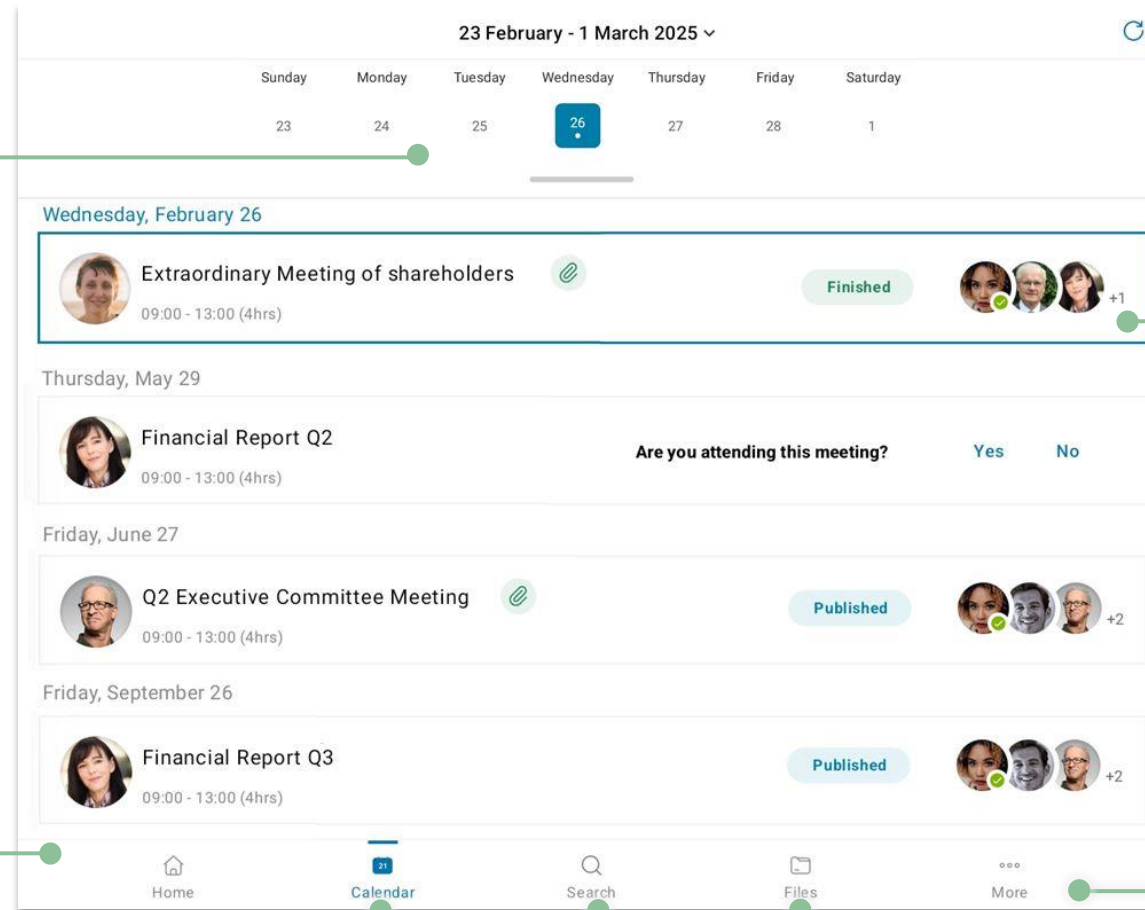 23 February - 1 March 2025
Sunday Monday Tuesday Wednesday Thursday Friday Saturday
23 24 25 26 27 28 1
Wednesday, February 26
Extraordinary Meeting of shareholders Finished +1
09:00 - 13:00 (4hrs)
Thursday, May 29
Financial Report Q2
Are you attending this meeting? Yes No
09:00 - 13:00 (4hrs)
Friday, June 27
Q2 Executive Committee Meeting Published +2
09:00 - 13:00 (4hrs)
Friday, September 26
Financial Report Q3 Published +2
09:00 - 13:00 (4hrs)
21
Home Calendar Search Files More